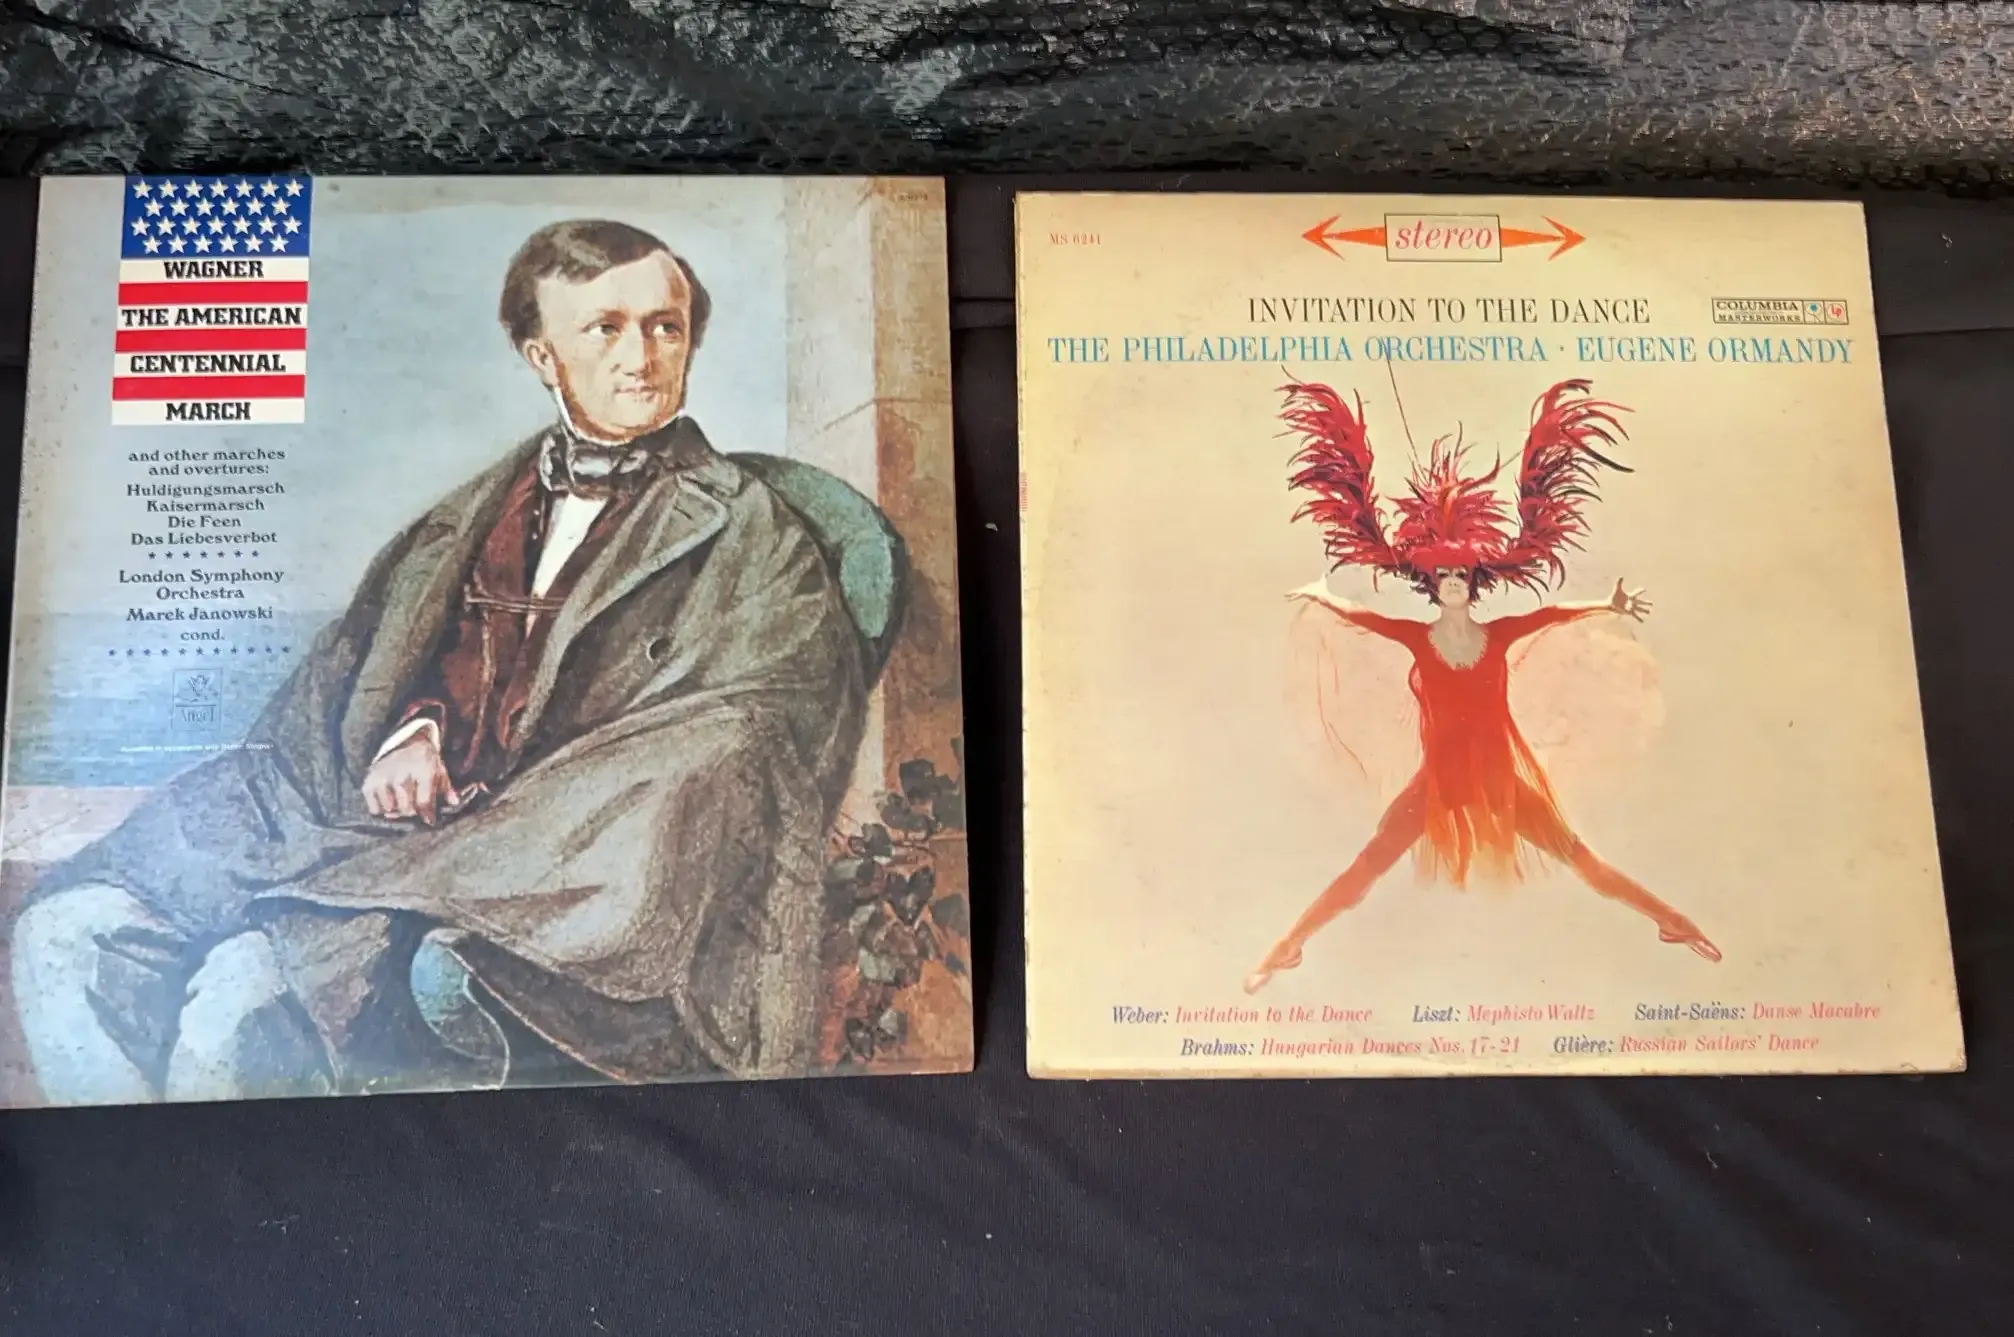 WAGNER
THE AMERICAN
CENTENNIAL
MARCH
and other marches
and overtures:
Huldigungsmarsch
Kaisermarsch
Die Feen
Das Liebesverbot
London Symphony
Orchestra
Marek Janowski
cond.
Angel
MS 6241
stereo
INVITATION TO THE DANCE
COLUMBIA
MASTERWORKS
LP
THE PHILADELPHIA ORCHESTRA · EUGENE ORMANDY
Weber: Invitation to the Dance Liszt: Mephisto Waltz Saint-Saëns: Danse Macabre
Brahms: Hungarian Dances Nos. 17-21 Glière: Russian Sailors' Dance